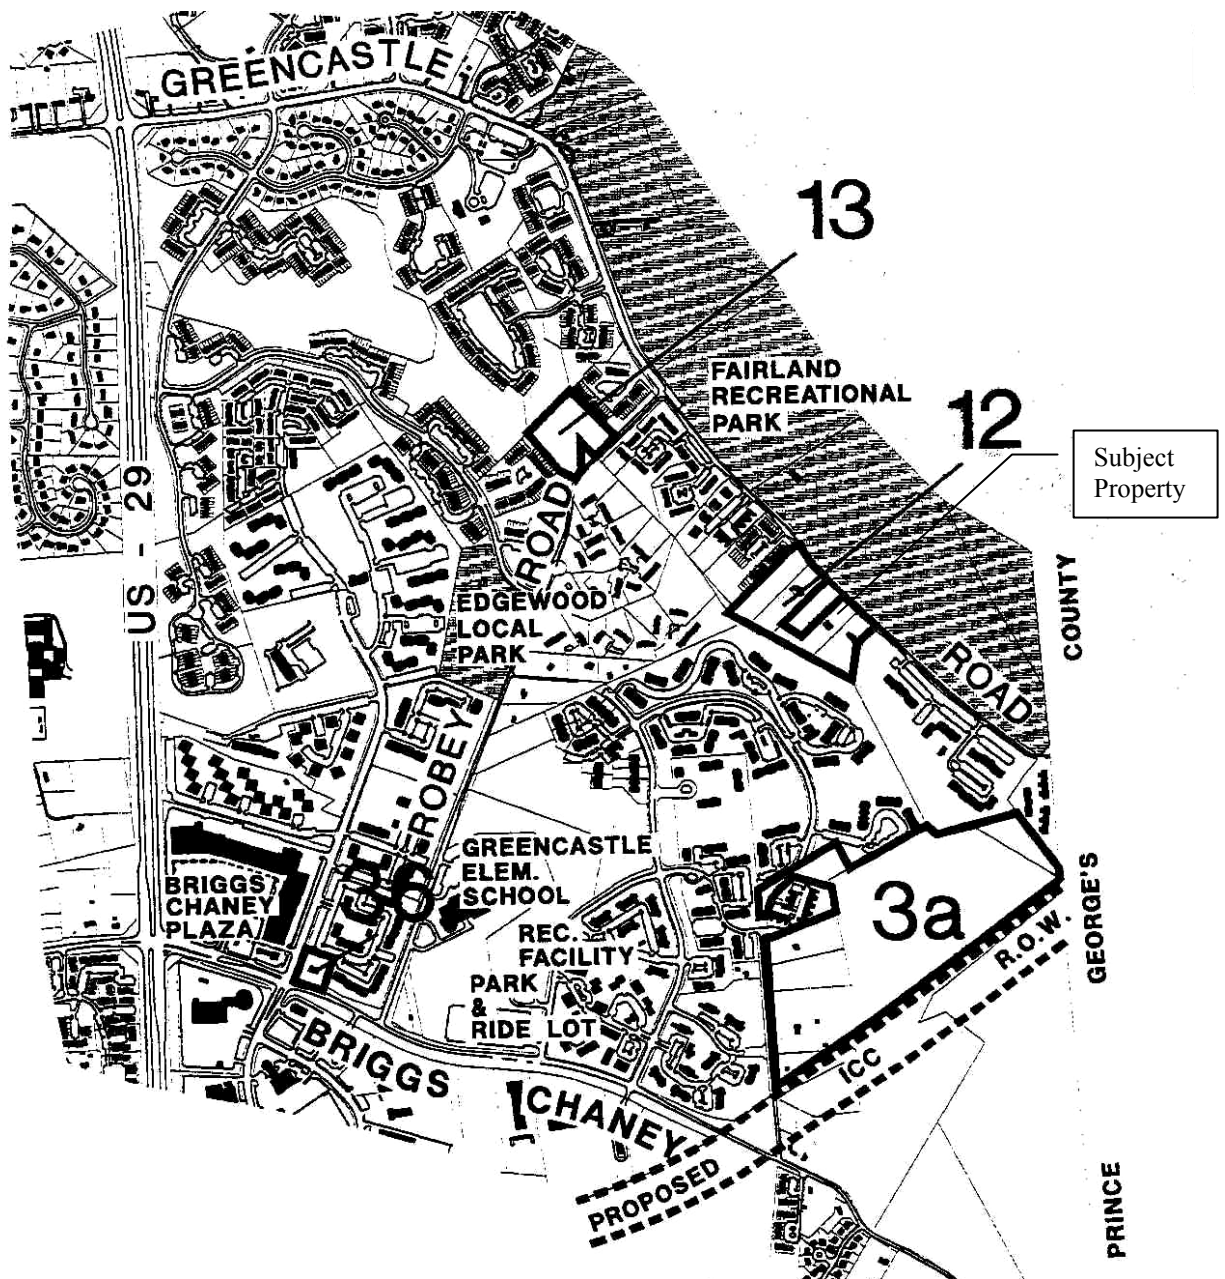 GREENCASTLE
13
FAIRLAND
RECREATIONAL
PARK
12
Subject
Property
US - 29
ROAD
EDGEWOOD
LOCAL
PARK
COUNTY
ROAD
ROBEY
GREENCASTLE
ELEM.
SCHOOL
BRIGGS
CHANEY
PLAZA
3a
REC.
FACILITY
PARK
&
RIDE LOT
GEORGE'S
R.O.W.
ICC
BRIGGS
CHANEY
PROPOSED
PRINCE